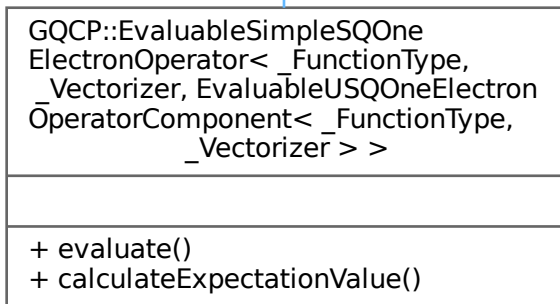 GQCP::EvaluableSimpleSQOne
ElectronOperator< _FunctionType,
_Vectorizer, EvaluableUSQOneElectron
OperatorComponent< _FunctionType,
_Vectorizer > >
+ evaluate()
+ calculateExpectationValue()